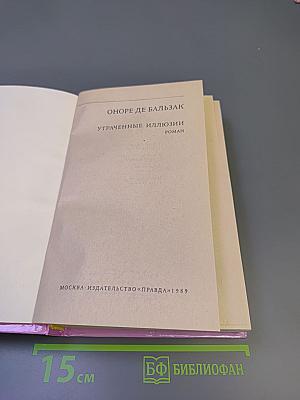 ОНОРЕ ДЕ БАЛЬЗАК
УТРАЧЕННЫЕ ИЛЛЮЗИИ
РОМАН
МОСКВА ИЗДАТЕЛЬСТВО «ПРАВДА» 1989
15 см
БФ БИБЛИОФАН